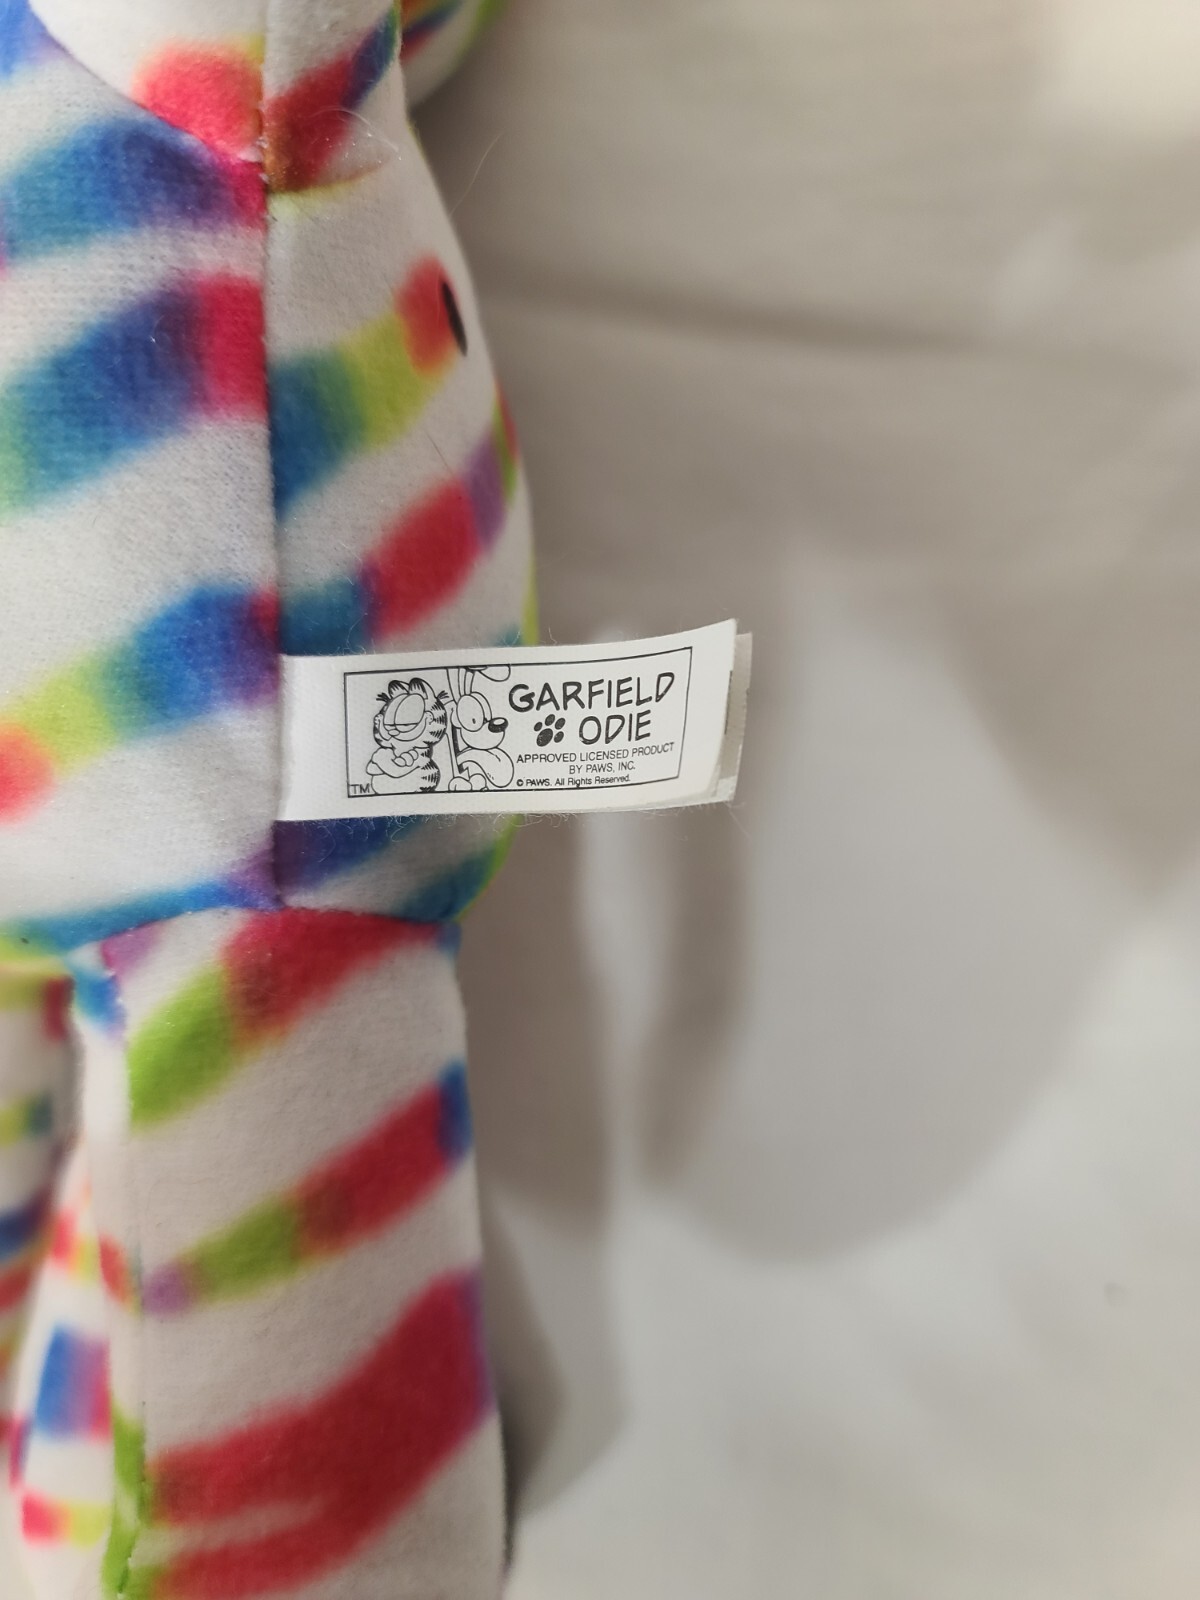 GARFIELD
ODIE
APPROVED LICENSED PRODUCT
BY PAWS, INC.
© PAWS. All Rights Reserved.
TM